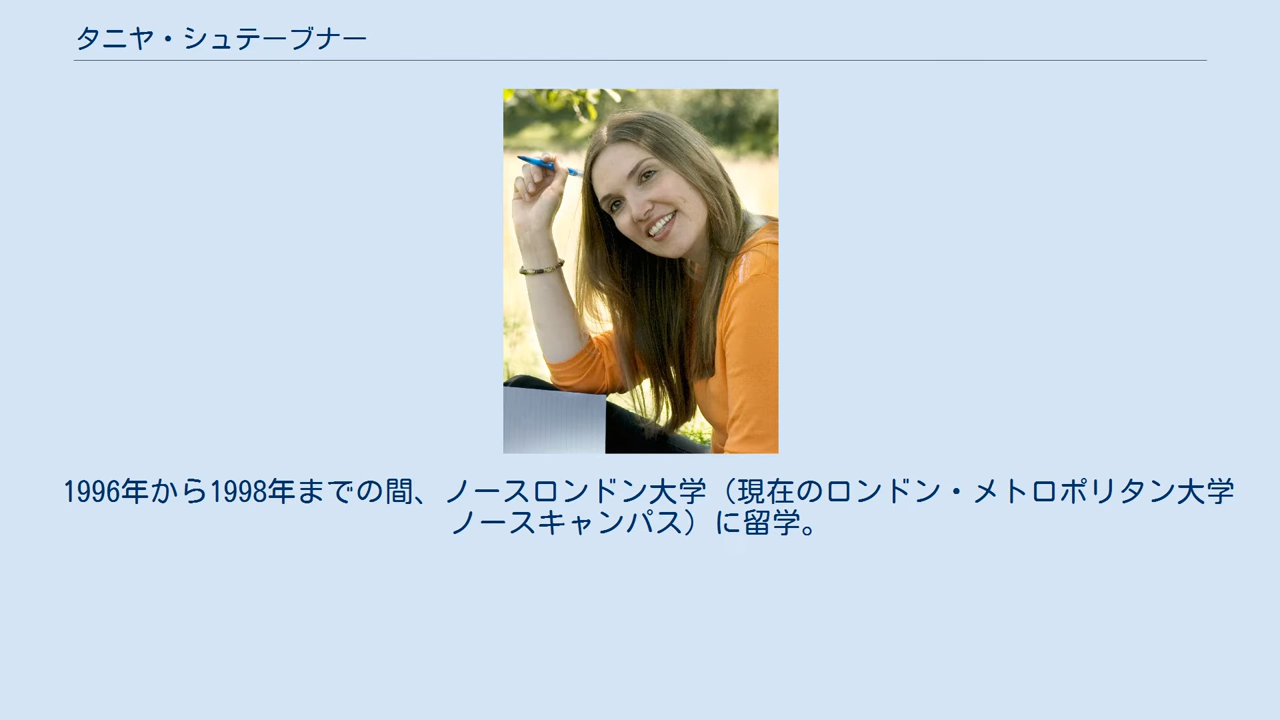 タニヤ・シュテーブナー
1996年から1998年までの間、ノースロンドン大学（現在のロンドン・メトロポリタン大学
ノースキャンパス）に留学。